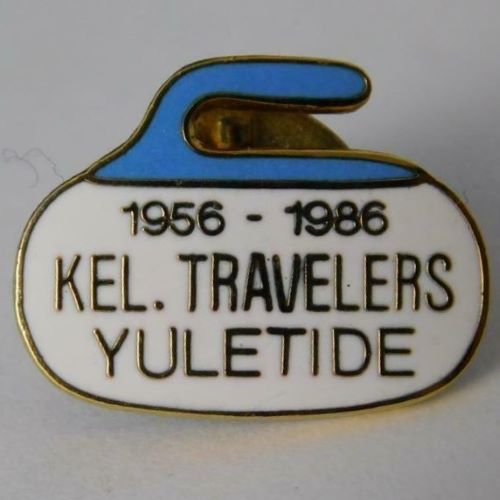 1956 - 1986
KEL. TRAVELERS
YULETIDE